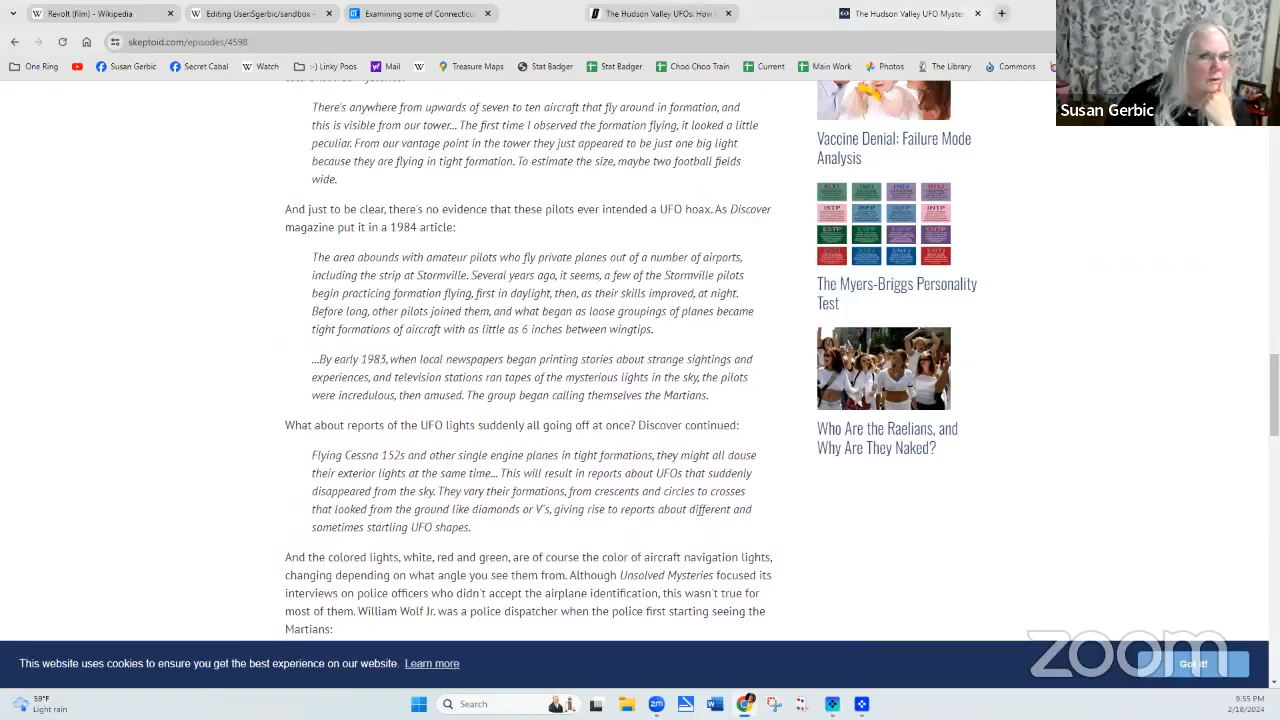 Revolt (film) - Wikipedia
Editing UserSgerbic/sandbox -
Examining some of Connecticu
The Hudson Valley UFOs: How
The Hudson Valley UFO Myster
skeptoid.com/episodes/4598
One Ring
Susan Gerbic
Secret Cabal
Watch
:-) Linky Pooj
Mail
Treasure Maps
Stat Badger
Stat Badger
Choo Choo Train
Current
Main Work
Photos
The Library
Commons
Susan Gerbic
There's a
upwards of seven to ten aircraft that fly around in formation, and
this is very
The first time I observed the formation flying, it looked a little
peculiar. From our vantage point in the tower they just appeared to be just one big light
because they are flying in tight formation. To estimate the size, maybe two football fields
wide.
And just to be clear, there's no evidence that these pilots
hoax. As Discover
magazine put it in a 1984 article:
The area abounds with amateur pilots who fly private planes out of a number of airports,
including the strip at Stormville. Some years ago, it seems, a few of the Stormville pilots
began practicing formation flying, first in daylight, then, as their skills improved, at night.
Before long, other pilots joined them, and what began as loose groupings of planes became
tight formations of aircraft with as little as 6 inches between wingtips.
...By early 1983, when local newspapers began printing stories about strange sightings and
experiences, and television stations ran tapes of the mysterious lights in the sky, the pilots
were incredulous, then amused. The group began calling themselves the Martians.
What about reports of the UFO lights suddenly all going off at once? Discover continued:
Flying Cessna 152s and other single engine planes in tight formations, they might all douse
their exterior lights at the same time... This will result in reports about UFOs that suddenly
disappeared from the sky. They vary their formations, from crescents and circles to crosses
that looked from the ground like diamonds or V's, giving rise to reports about different and
sometimes startling UFO shapes.
And the colored lights, white, red and green, are of course the color of aircraft navigation lights,
changing depending on what angle you see them from. Although Unsolved Mysteries focused its
interviews on police officers who didn't accept the airplane identification, this wasn't true for
most of them. William Wolf Jr. was a police dispatcher when the police first starting seeing the
Martians:
Vaccine Denial: Failure Mode
Analysis
ISTJ
ISFJ
INFJ
INTJ
ISTP
ISFP
INFP
INTP
ESTP
ESFP
ENFP
ENTP
ESTJ
ESFJ
ENFJ
ENTJ
The Myers-Briggs Personality
Test
Who Are the Raelians, and
Why Are They Naked?
This website uses cookies to ensure you get the best experience on our website. Learn more
Got it!
zoom
59°F
Light rain
Search
9:55 PM
2/18/2024